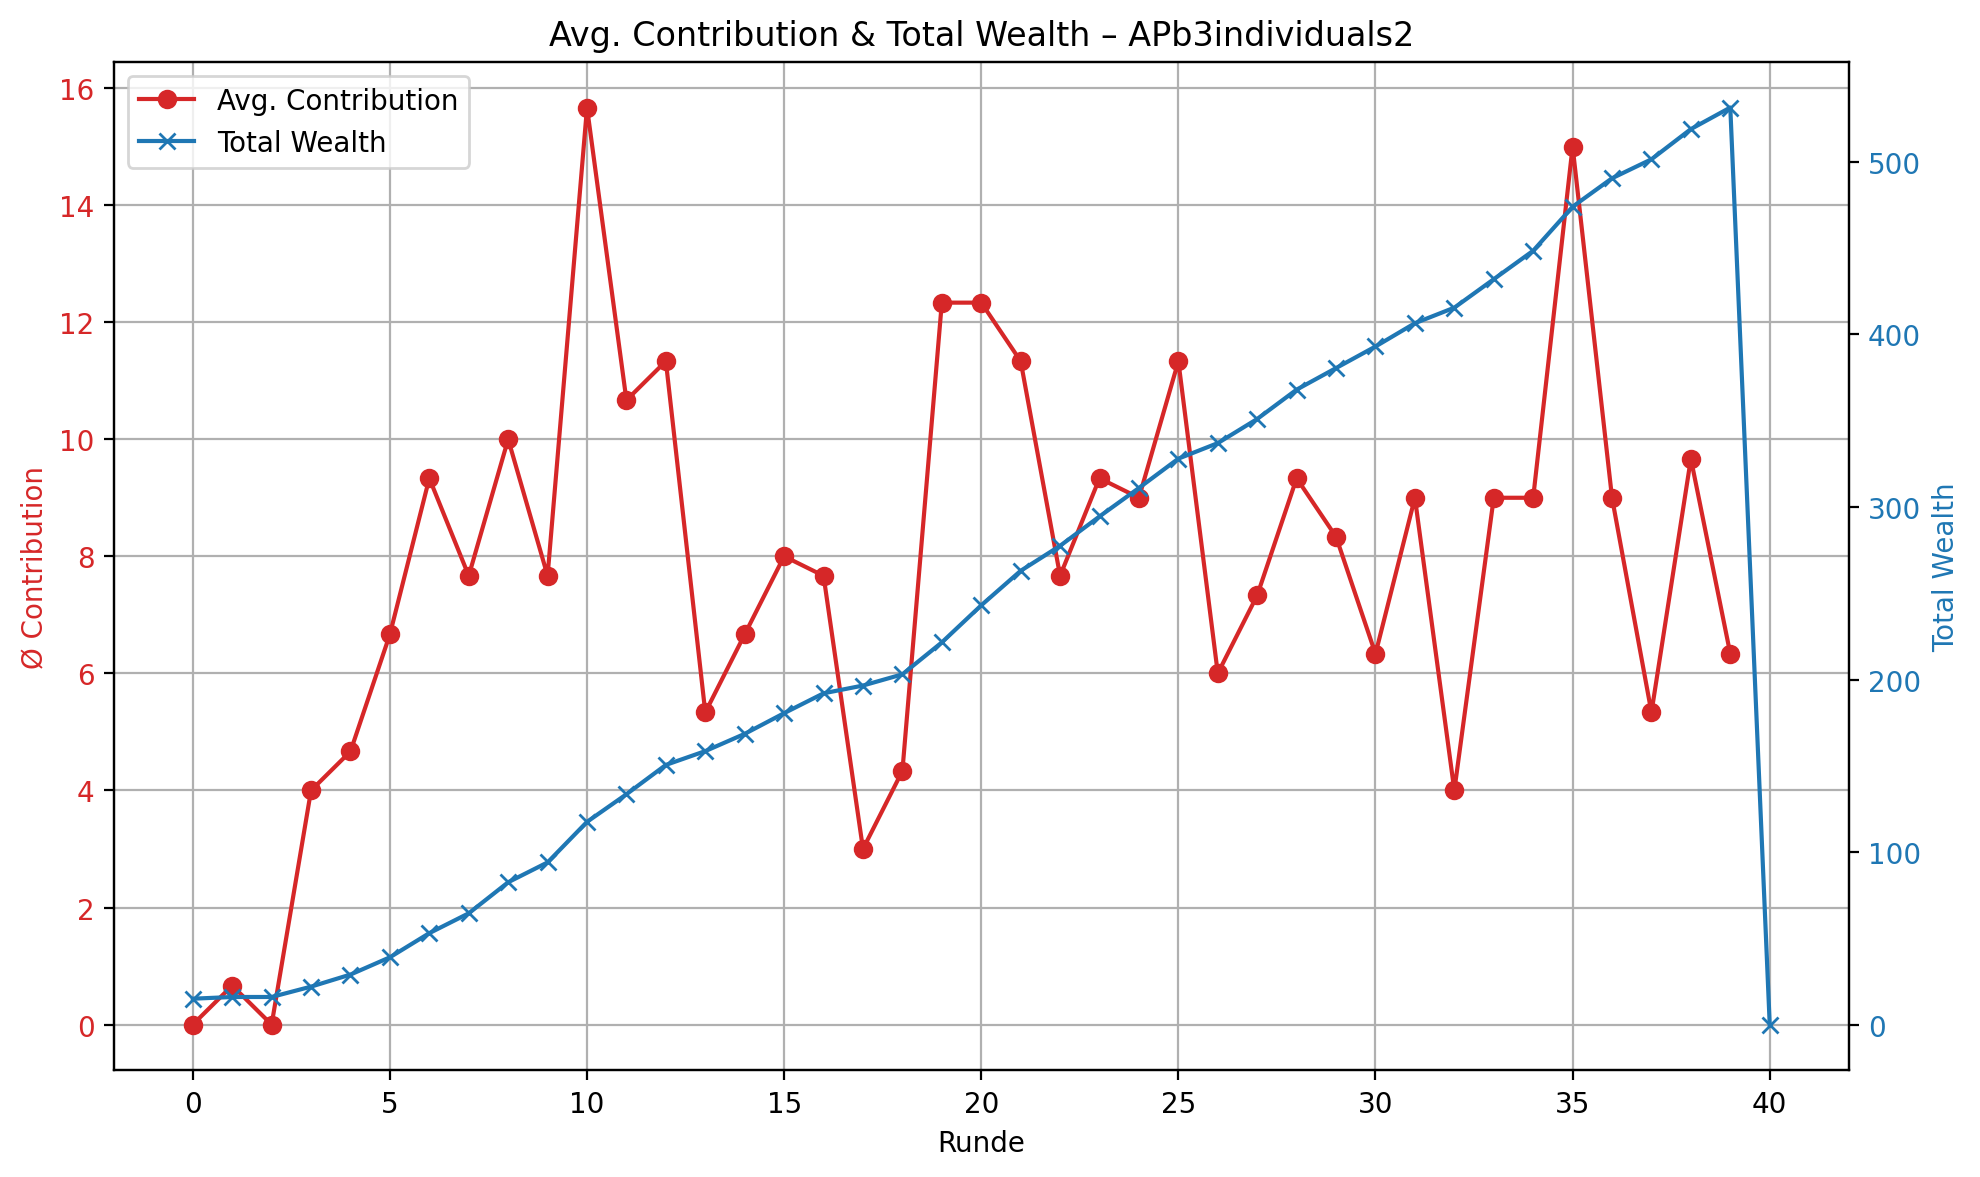 Avg. Contribution & Total Wealth – APb3individuals2
Avg. Contribution
Total Wealth
16
14
12
10
8
6
4
2
0
Ø Contribution
500
400
300
200
100
0
Total Wealth
0 5 10 15 20 25 30 35 40
Runde